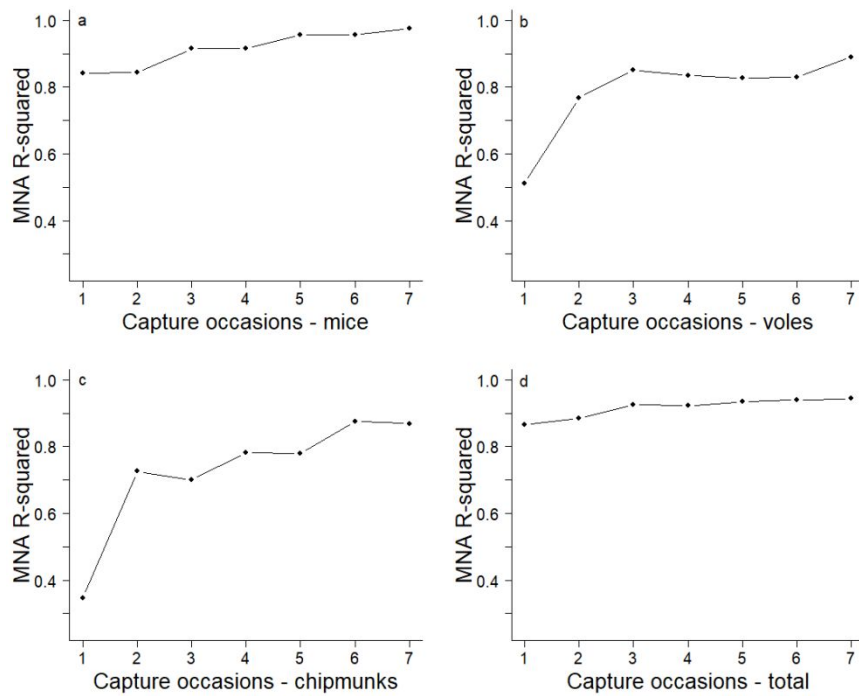 a
MNA R-squared
1.0
0.8
0.6
0.4
1 2 3 4 5 6 7
Capture occasions - mice
b
MNA R-squared
1.0
0.8
0.6
0.4
1 2 3 4 5 6 7
Capture occasions - voles
c
MNA R-squared
1.0
0.8
0.6
0.4
1 2 3 4 5 6 7
Capture occasions - chipmunks
d
MNA R-squared
1.0
0.8
0.6
0.4
1 2 3 4 5 6 7
Capture occasions - total